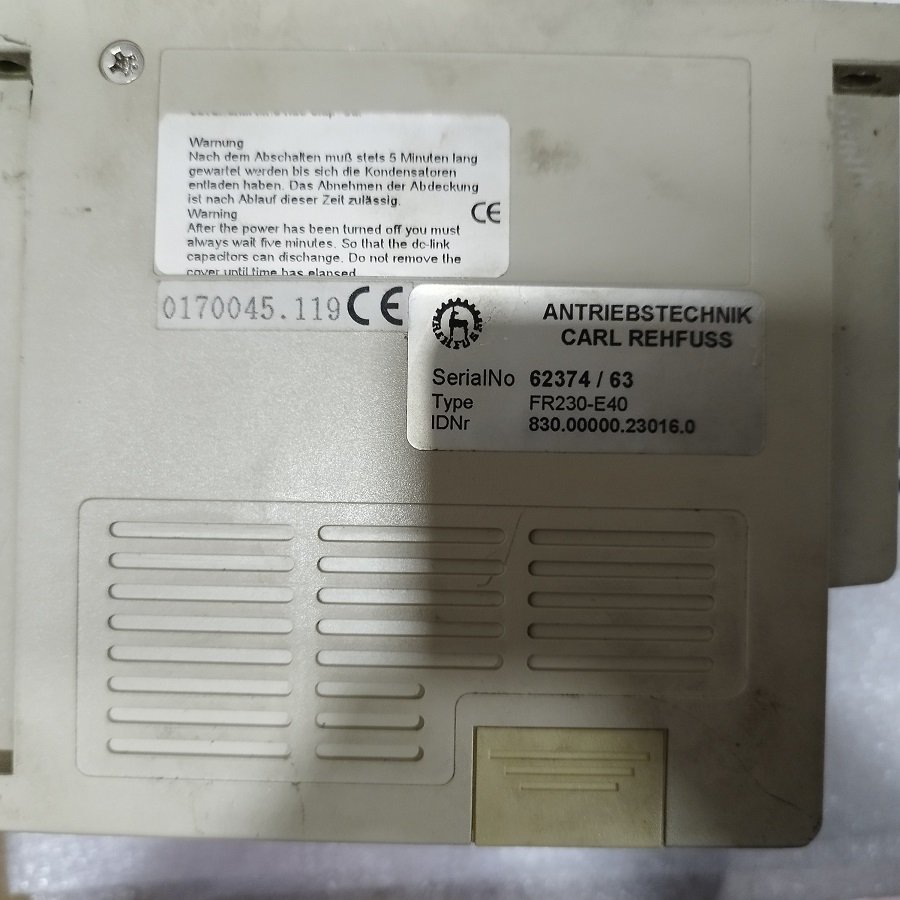 Warnung
Nach dem Abschalten muß stets 5 Minuten lang
gewartet werden bis sich die Kondensatoren
entladen haben. Das Abnehmen der Abdeckung
ist nach Ablauf dieser Zeit zulässig.
Warning
After the power has been turned off you must
always wait five minutes. So that the dc-link
capacitors can discharge. Do not remove the
cover until time has elapsed
CE
0170045.119 CE
REHFUSS
ANTRIEBSTECHNIK
CARL REHFUSS
SerialNo 62374 / 63
Type FR230-E40
IDNr 830.00000.23016.0